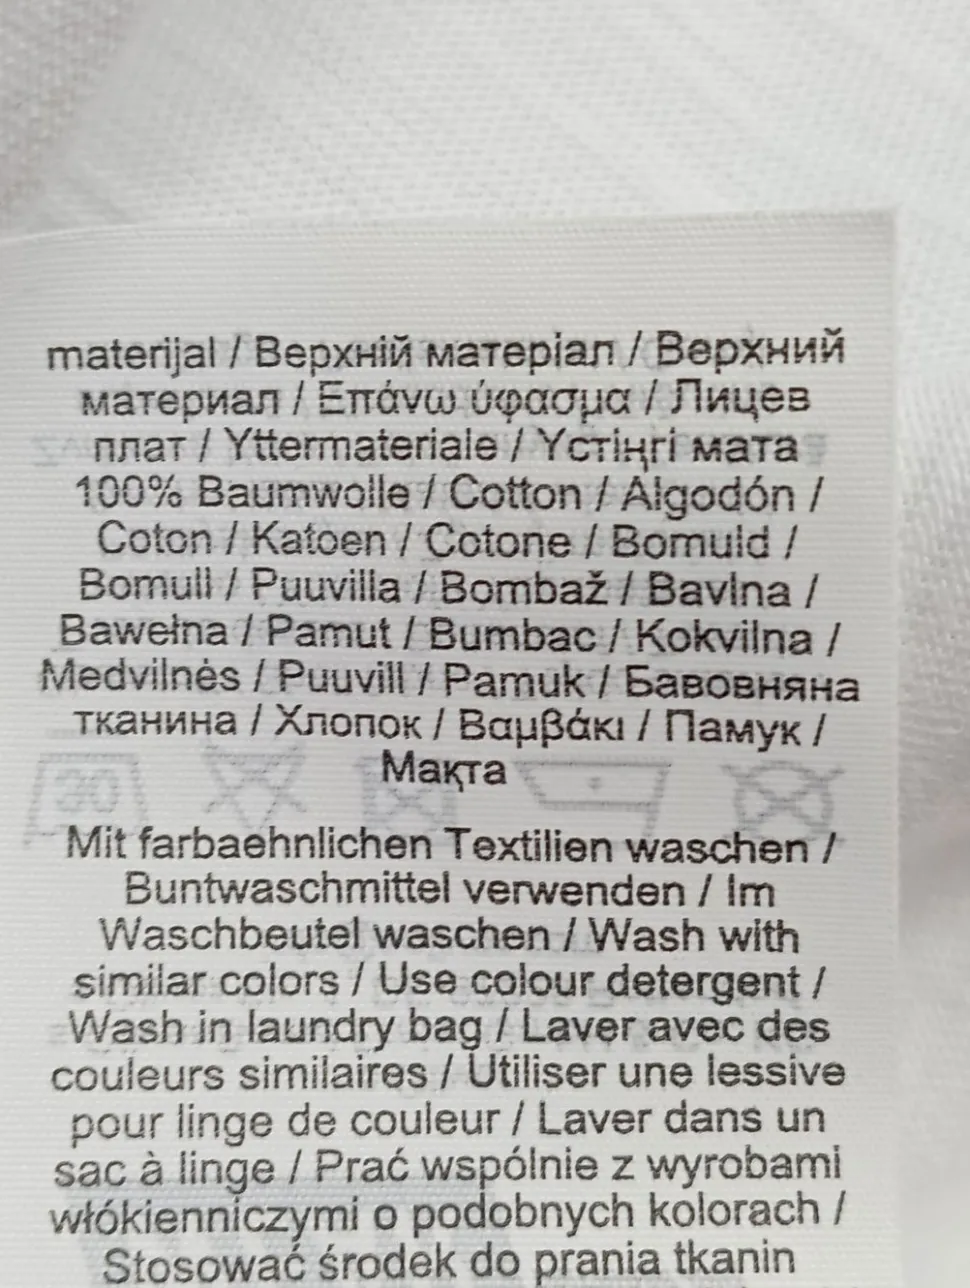 materijal / Верхній матеріал / Верхний
материал / Επάνω ύφασμα / Лицев
плат / Yttermateriale / Үстіңгі мата
100% Baumwolle / Cotton / Algodón /
Coton / Katoen / Cotone / Bomuld /
Bomull / Puuvilla / Bombaž / Bavlna /
Bawełna / Pamut / Bumbac / Kokvilna /
Medvilnės / Puuvill / Pamuk / Бавовняна
тканина / Хлопок / Βαμβάκι / Памук /
Мақта
Mit farbaehnlichen Textilien waschen /
Buntwaschmittel verwenden / Im
Waschbeutel waschen / Wash with
similar colors / Use colour detergent /
Wash in laundry bag / Laver avec des
couleurs similaires / Utiliser une lessive
pour linge de couleur / Laver dans un
sac à linge / Prać wspólnie z wyrobami
włókienniczymi o podobnych kolorach /
Stosować środek do prania tkanin